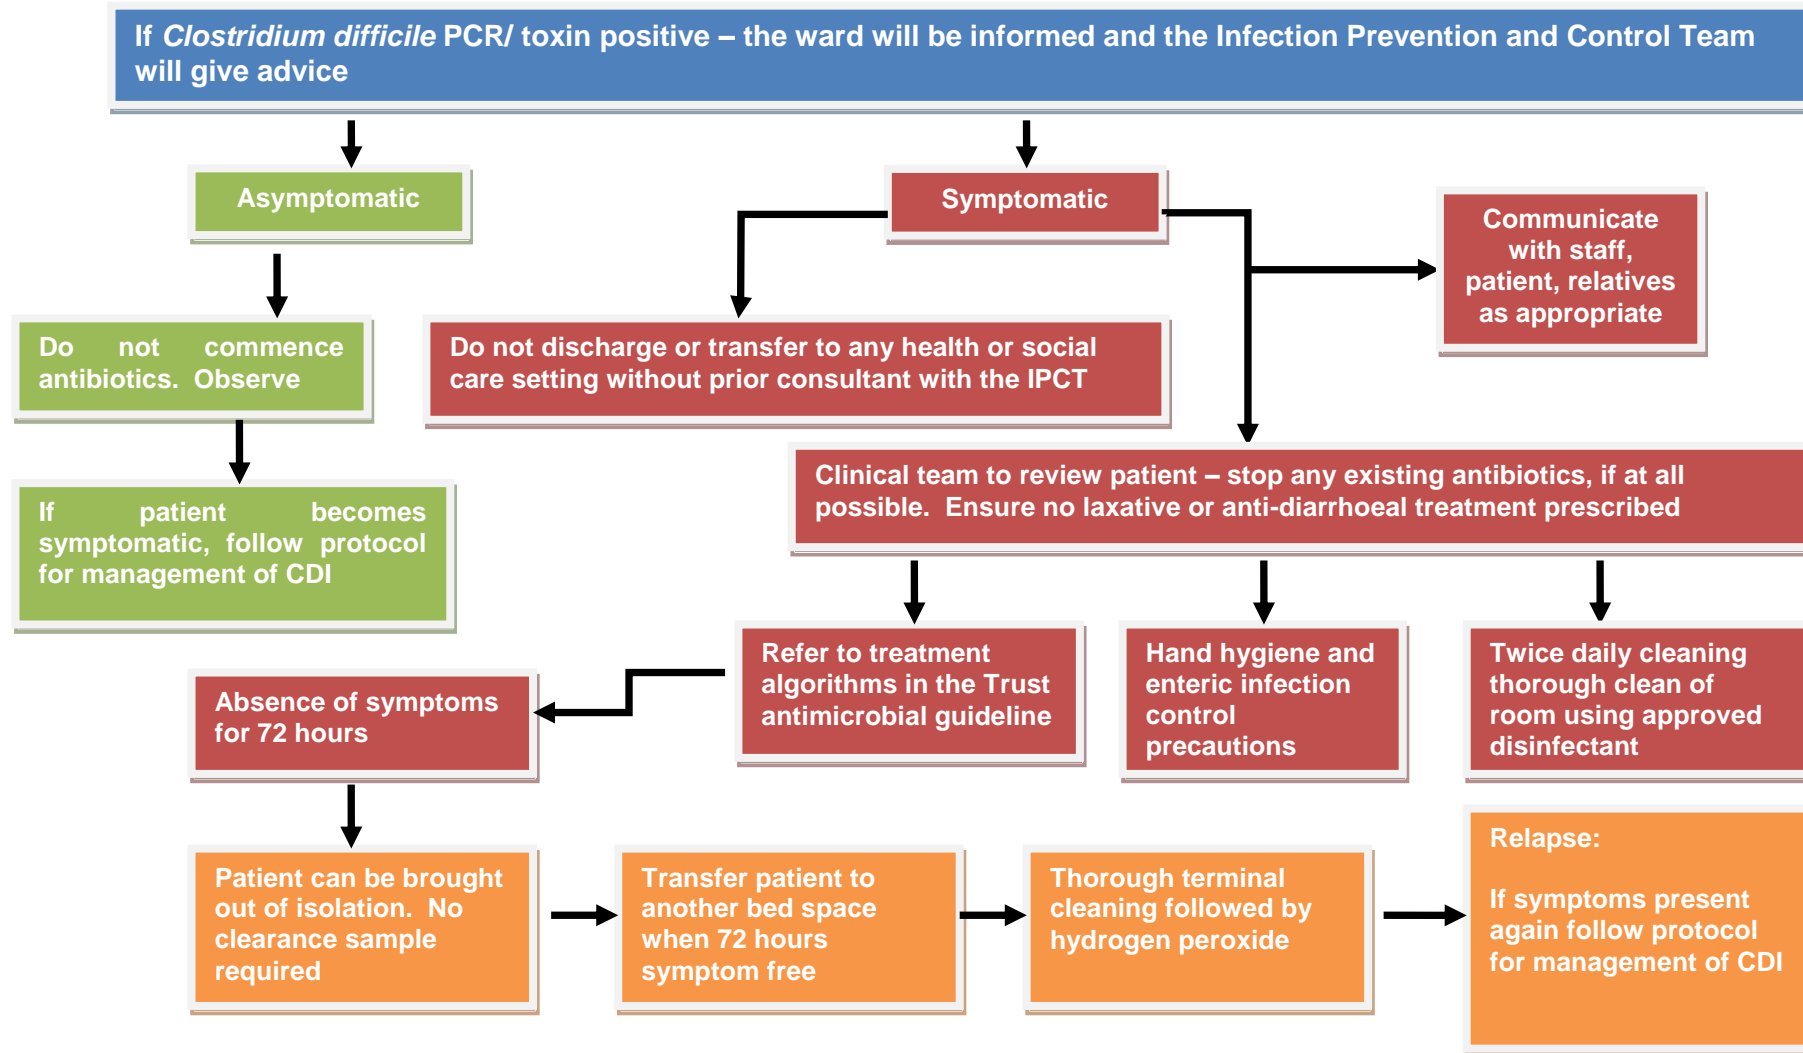 If Clostridium difficile PCR/ toxin positive – the ward will be informed and the Infection Prevention and Control Team
will give advice
Asymptomatic
Symptomatic
Communicate
with staff,
patient, relatives
as appropriate
Do not commence
antibiotics. Observe
Do not discharge or transfer to any health or social
care setting without prior consultant with the IPCT
If patient becomes
symptomatic, follow protocol
for management of CDI
Clinical team to review patient – stop any existing antibiotics, if at all
possible. Ensure no laxative or anti-diarrhoeal treatment prescribed
Refer to treatment
algorithms in the Trust
antimicrobial guideline
Hand hygiene and
enteric infection
control
precautions
Twice daily cleaning
thorough clean of
room using approved
disinfectant
Absence of symptoms
for 72 hours
Patient can be brought
out of isolation. No
clearance sample
required
Transfer patient to
another bed space
when 72 hours
symptom free
Thorough terminal
cleaning followed by
hydrogen peroxide
Relapse:
If symptoms present
again follow protocol
for management of CDI